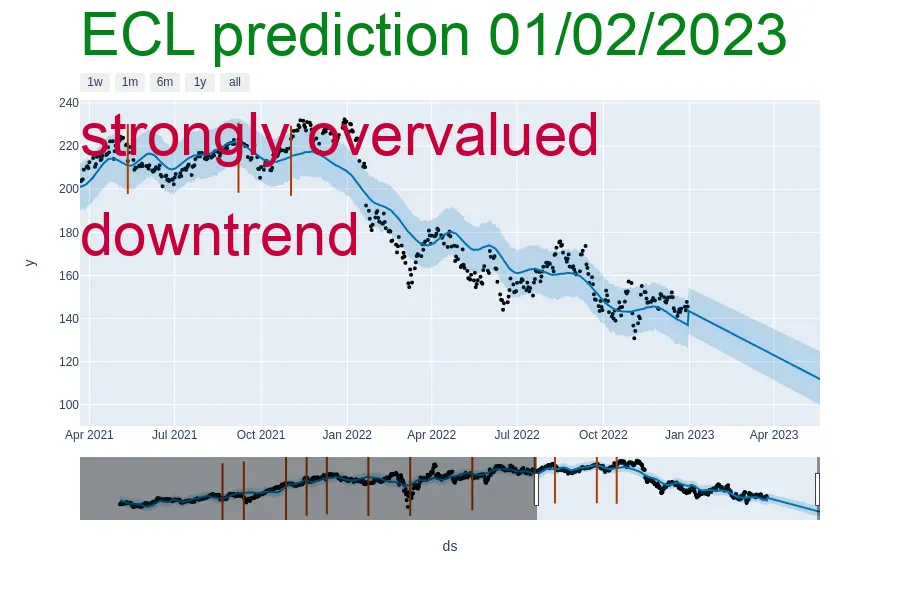 ECL prediction 01/02/2023
1w 1m 6m 1y all
strongly overvalued
downtrend
y
240
220
200
180
160
140
120
100
Apr 2021 Jul 2021 Oct 2021 Jan 2022 Apr 2022 Jul 2022 Oct 2022 Jan 2023 Apr 2023
ds